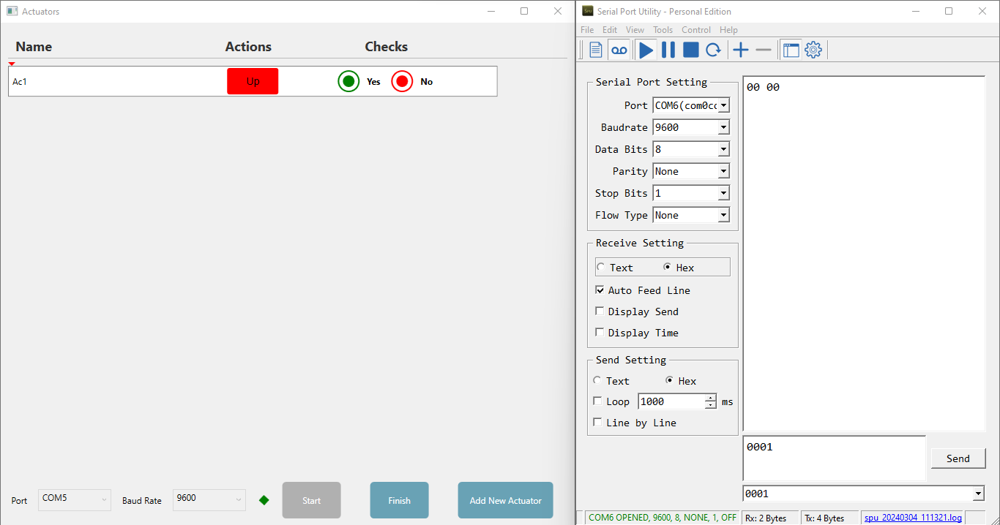 Actuators
Name Actions Checks
Ac1 Up Yes No
Port COM5 Baud Rate 9600 Start Finish Add New Actuator
Serial Port Utility - Personal Edition
File Edit View Tools Control Help
Serial Port Setting
Port COM6(com0cc
Baudrate 9600
Data Bits 8
Parity None
Stop Bits 1
Flow Type None
Receive Setting
Text Hex
Auto Feed Line
Display Send
Display Time
Send Setting
Text Hex
Loop 1000 ms
Line by Line
00 00
0001
Send
0001
COM6 OPENED, 9600, 8, NONE, 1, OFF Rx: 2 Bytes Tx: 4 Bytes spu_20240304_111321.log